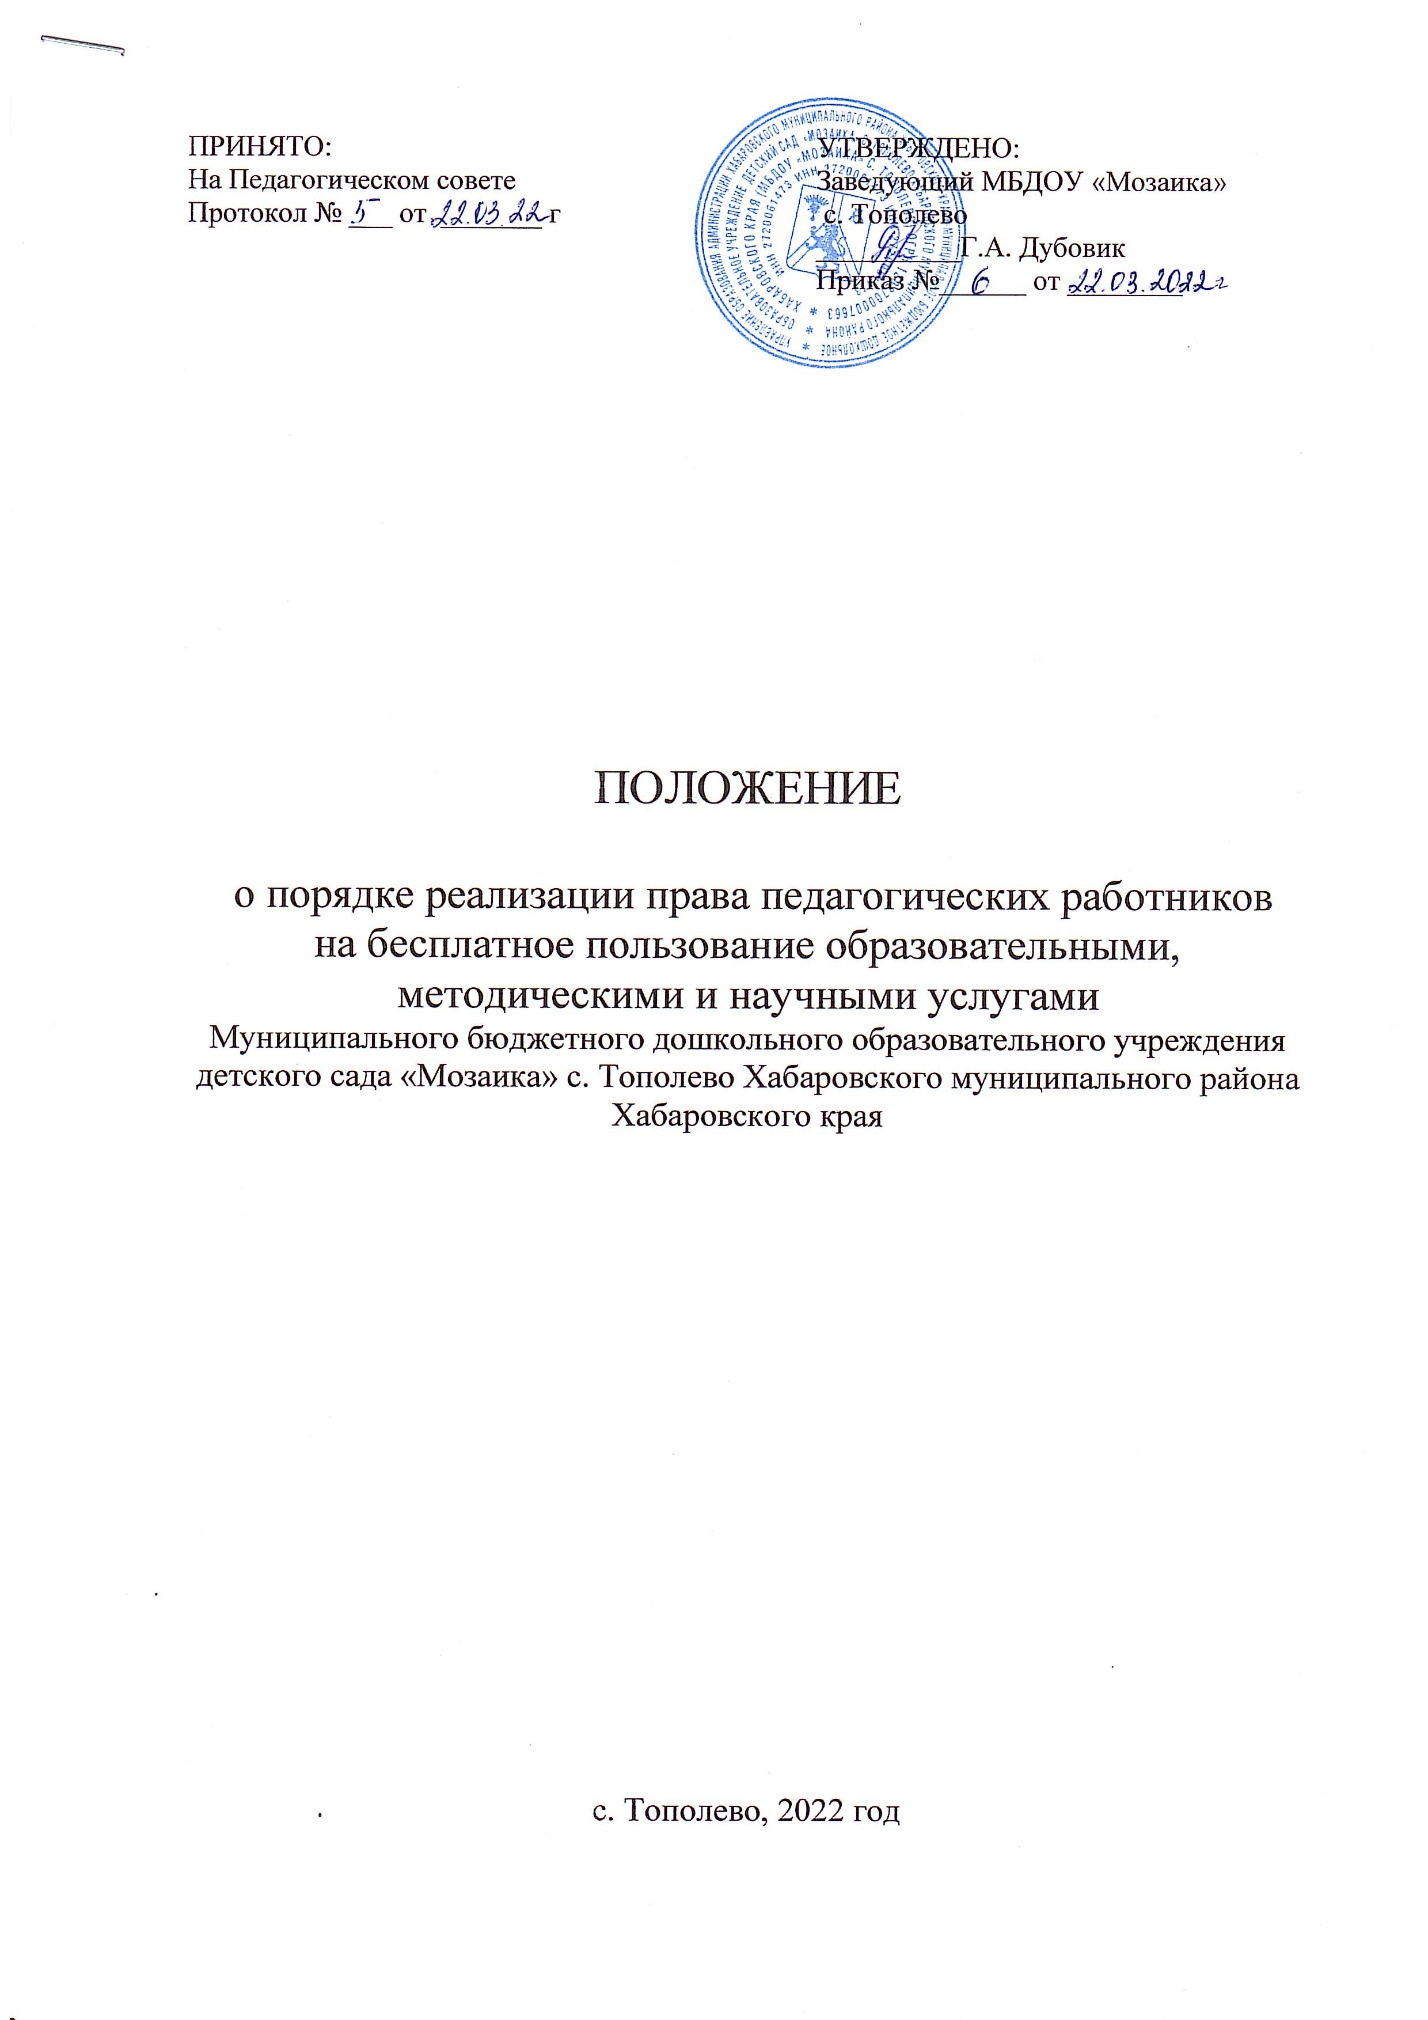 ПРИНЯТО:
На Педагогическом совете
Протокол № 5 от 22.03.22 г
УТВЕРЖДЕНО:
Заведующий МБДОУ «Мозаика»
с. Тополево
Г.А. Дубовик
Приказ № 6 от 22.03.2022 г
ПОЛОЖЕНИЕ
о порядке реализации права педагогических работников
на бесплатное пользование образовательными,
методическими и научными услугами
Муниципального бюджетного дошкольного образовательного учреждения
детского сада «Мозаика» с. Тополево Хабаровского муниципального района
Хабаровского края
с. Тополево, 2022 год